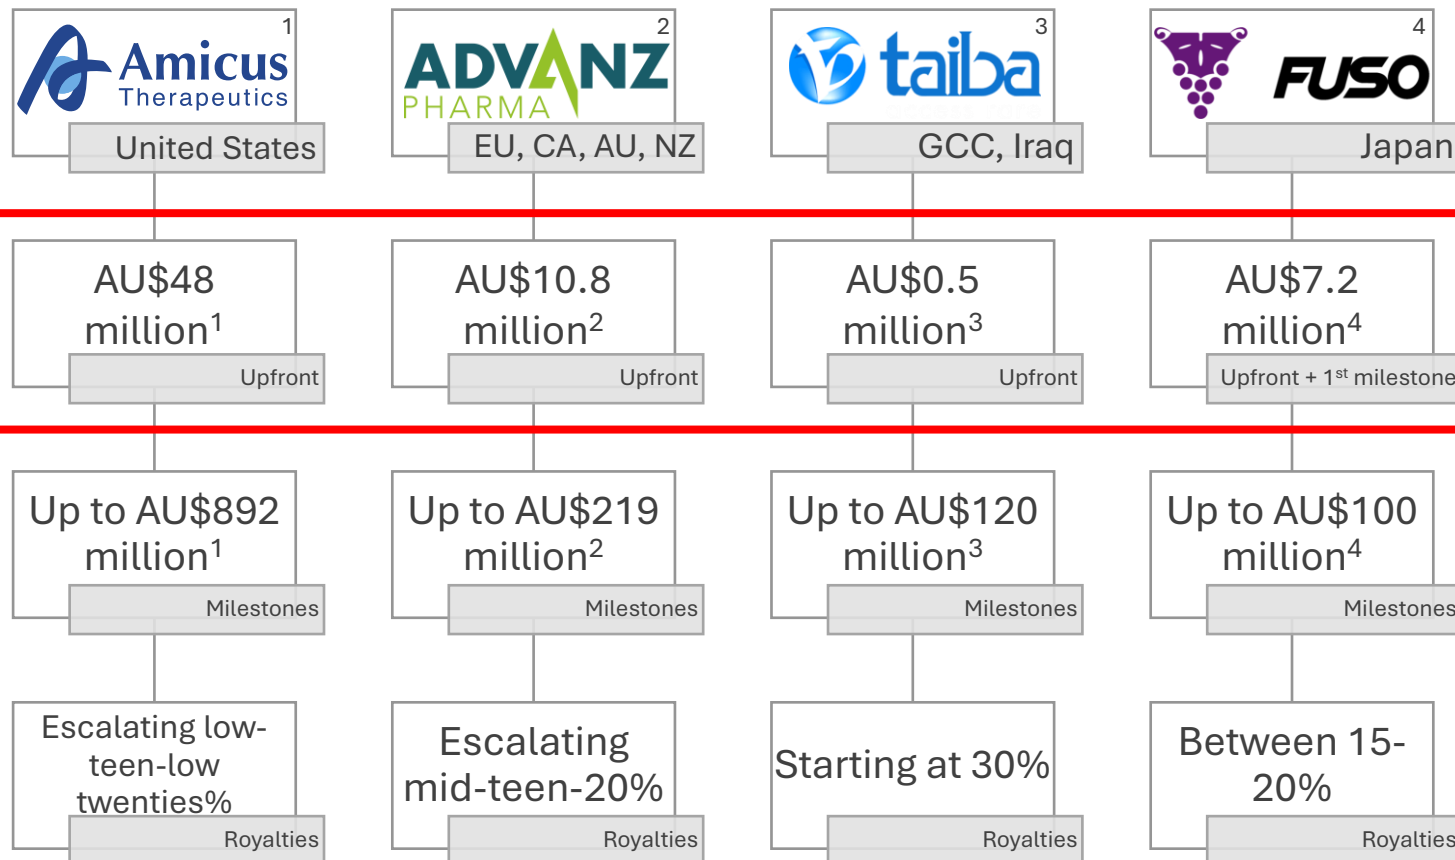 1
Amicus
Therapeutics
United States
2
ADVANZ
PHARMA
EU, CA, AU, NZ
3
taiba
GCC, Iraq
4
FUSO
Japan
AU$48
million¹
Upfront
AU$10.8
million²
Upfront
AU$0.5
million³
Upfront
AU$7.2
million⁴
Upfront + 1ˢᵗ milestone
Up to AU$892
million¹
Milestones
Up to AU$219
million²
Milestones
Up to AU$120
million³
Milestones
Up to AU$100
million⁴
Milestones
Escalating low-
teen-low
twenties%
Royalties
Escalating
mid-teen-20%
Royalties
Starting at 30%
Royalties
Between 15-
20%
Royalties